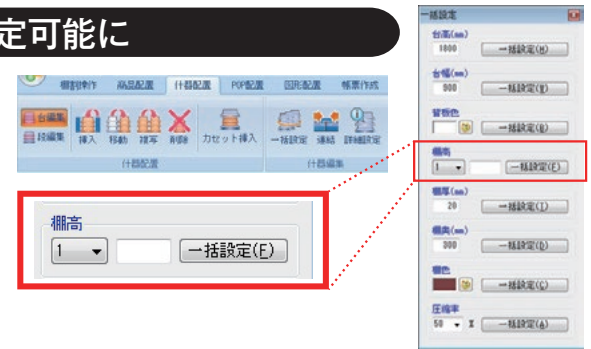 定可能に
棚割操作 商品配置 什器配置 POP配置 図形配置 帳票作成
台編集
段編集
挿入 移動 複写 削除 カセット挿入 一括設定 連結 詳細設定
什器配置 什器編集
棚高
1 一括設定(F)
一括設定
台高(mm)
1800 一括設定(H)
台幅(mm)
900 一括設定(W)
背板色
一括設定(B)
棚高
1 一括設定(F)
棚厚(mm)
20 一括設定(T)
棚奥(mm)
300 一括設定(D)
棚色
一括設定(C)
圧縮率
50 % 一括設定(A)